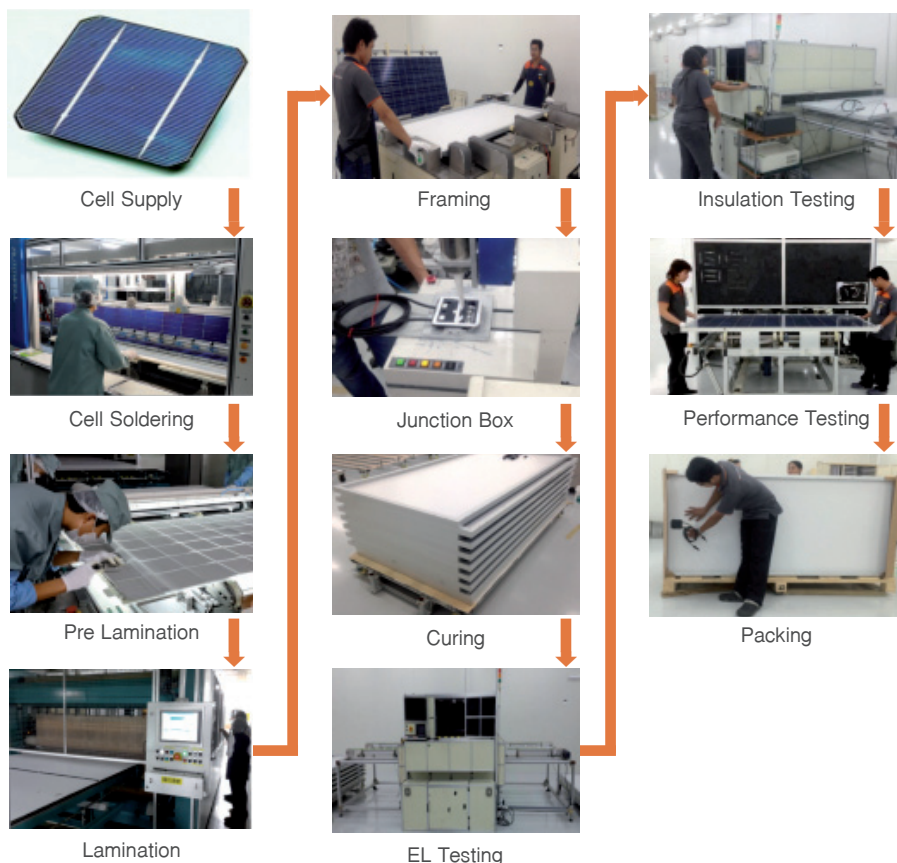 Cell Supply
Cell Soldering
Pre Lamination
Lamination
Framing
Junction Box
Curing
EL Testing
Insulation Testing
Performance Testing
Packing